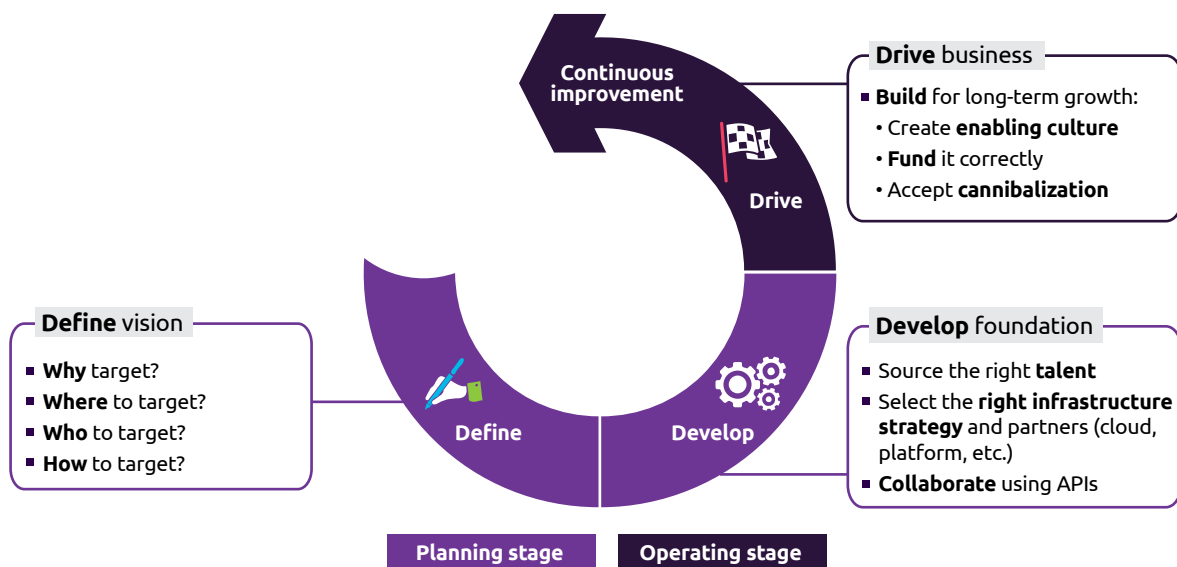 Continuous
improvement
Drive
Define
Develop
Drive business
▪ Build for long-term growth:
• Create enabling culture
• Fund it correctly
• Accept cannibalization
Define vision
▪ Why target?
▪ Where to target?
▪ Who to target?
▪ How to target?
Develop foundation
▪ Source the right talent
▪ Select the right infrastructure
strategy and partners (cloud,
platform, etc.)
▪ Collaborate using APIs
Planning stage
Operating stage